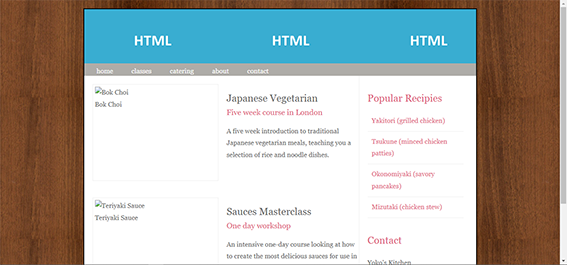 HTML HTML HTML
home classes catering about contact
Bok Choi
Bok Choi
Japanese Vegetarian
Five week course in London
A five week introduction to traditional
Japanese vegetarian meals, teaching you a
selection of rice and noodle dishes.
Teriyaki Sauce
Teriyaki Sauce
Sauces Masterclass
One day workshop
An intensive one-day course looking at how
to create the most delicious sauces for use in
Popular Recipies
Yakitori (grilled chicken)
Tsukune (minced chicken
patties)
Okonomiyaki (savory
pancakes)
Mizutaki (chicken stew)
Contact
Yoko's Kitchen